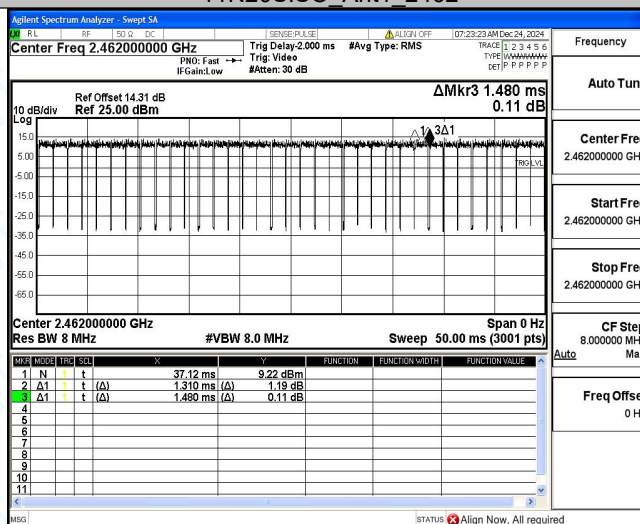 Agilent Spectrum Analyzer - Swept SA
RL RF 50 Ω DC SENSE:PULSE ALIGN OFF 07:23:23 AM Dec 24, 2024
Center Freq 2.462000000 GHz
PNO: Fast
IFGain:Low
Trig Delay-2.000 ms
Trig: Video
#Atten: 30 dB
#Avg Type: RMS
TRACE 1 2 3 4 5 6
TYPE
DET P P P P P P
ΔMkr3 1.480 ms
0.11 dB
Ref Offset 14.31 dB
10 dB/div Ref 25.00 dBm
Log
15.0
5.00
-5.00
-15.0
-25.0
-35.0
-45.0
-55.0
-65.0
3Δ1
TRIG LVL
Center 2.462000000 GHz Span 0 Hz
Res BW 8 MHz #VBW 8.0 MHz Sweep 50.00 ms (3001 pts)
MKR MODE TRC SCL X Y FUNCTION FUNCTION WIDTH FUNCTION VALUE
1 N 1 t 37.12 ms 9.22 dBm
2 Δ1 1 t (Δ) 1.310 ms (Δ) 1.19 dB
3 Δ1 1 t (Δ) 1.480 ms (Δ) 0.11 dB
4
5
6
7
8
9
10
11
MSG STATUS Align Now, All required
Frequency
Auto Tun
Center Fre
2.462000000 GH
Start Fre
2.462000000 GH
Stop Fre
2.462000000 GH
CF Ste
8.000000 MH
Auto Ma
Freq Offse
0 H